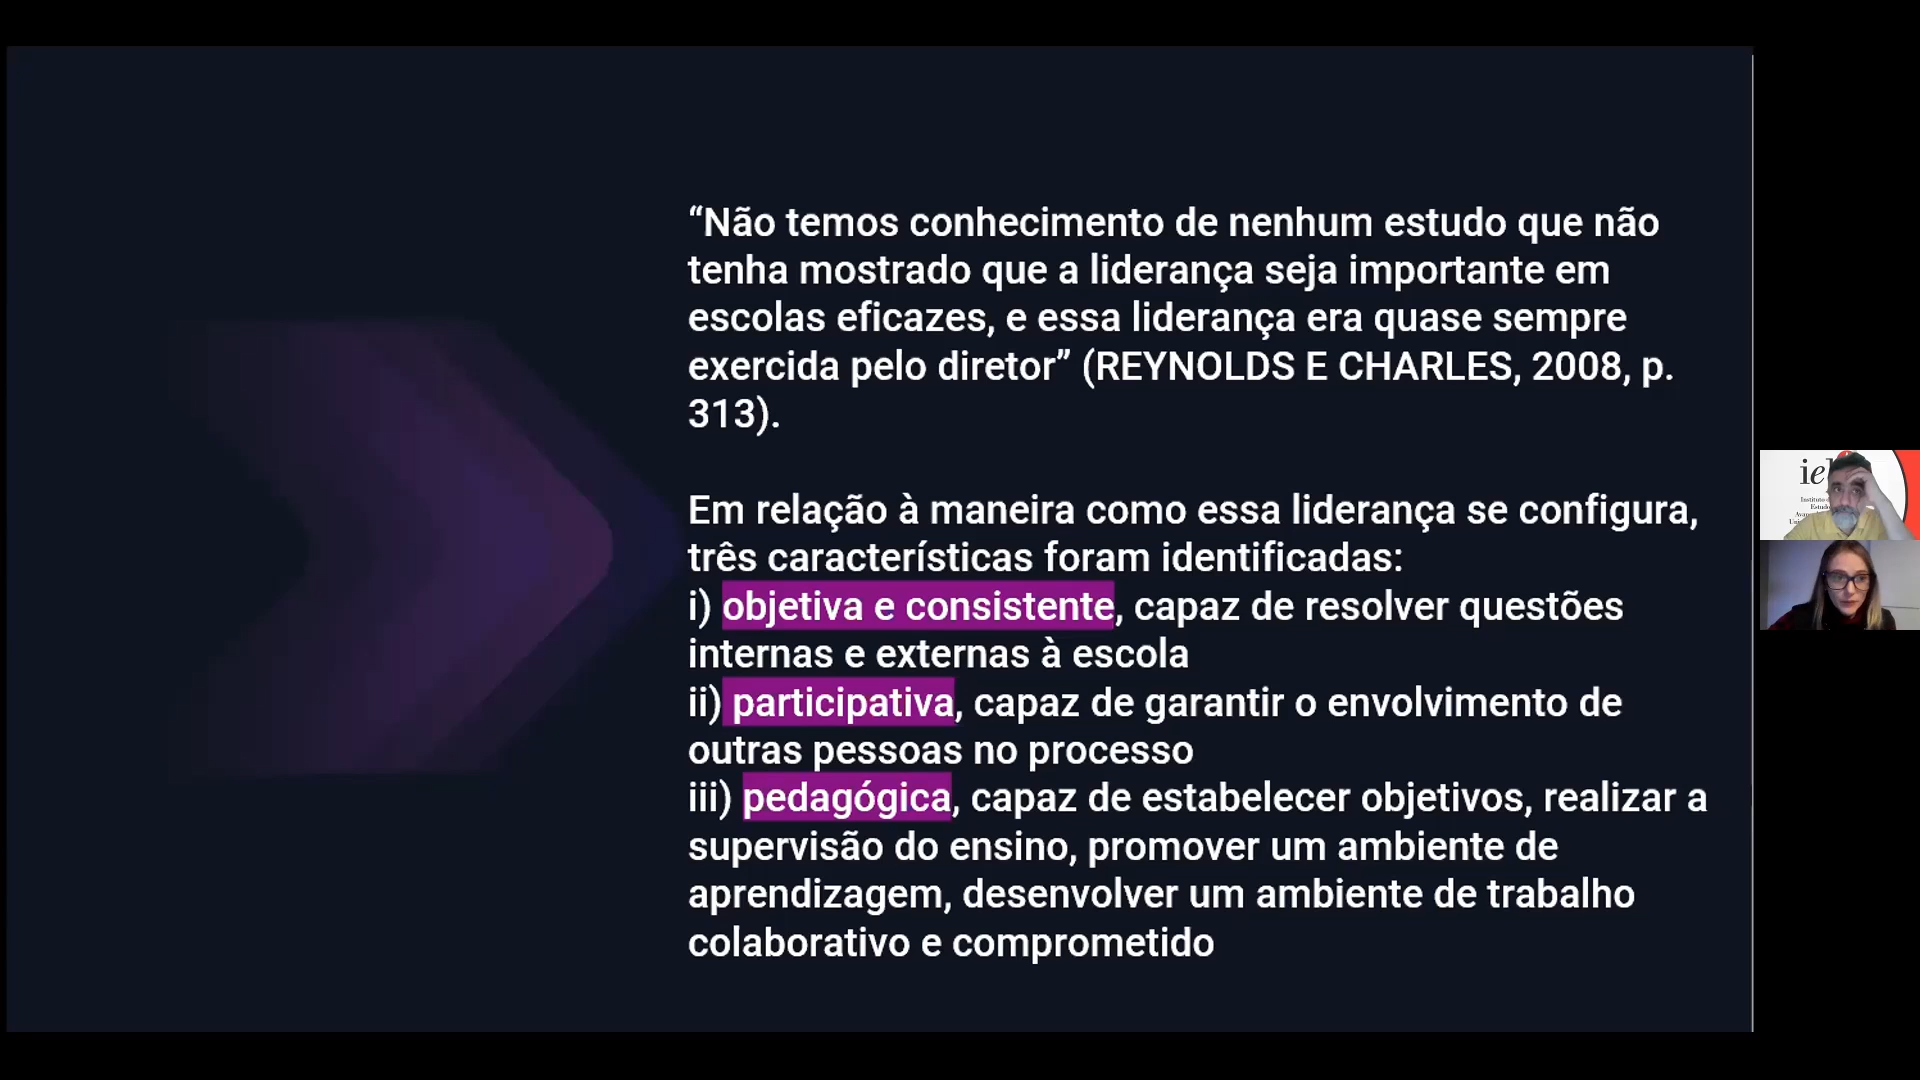 “Não temos conhecimento de nenhum estudo que não
tenha mostrado que a liderança seja importante em
escolas eficazes, e essa liderança era quase sempre
exercida pelo diretor” (REYNOLDS E CHARLES, 2008, p.
313).
Em relação à maneira como essa liderança se configura,
três características foram identificadas:
i) objetiva e consistente, capaz de resolver questões
internas e externas à escola
ii) participativa, capaz de garantir o envolvimento de
outras pessoas no processo
iii) pedagógica, capaz de estabelecer objetivos, realizar a
supervisão do ensino, promover um ambiente de
aprendizagem, desenvolver um ambiente de trabalho
colaborativo e comprometido